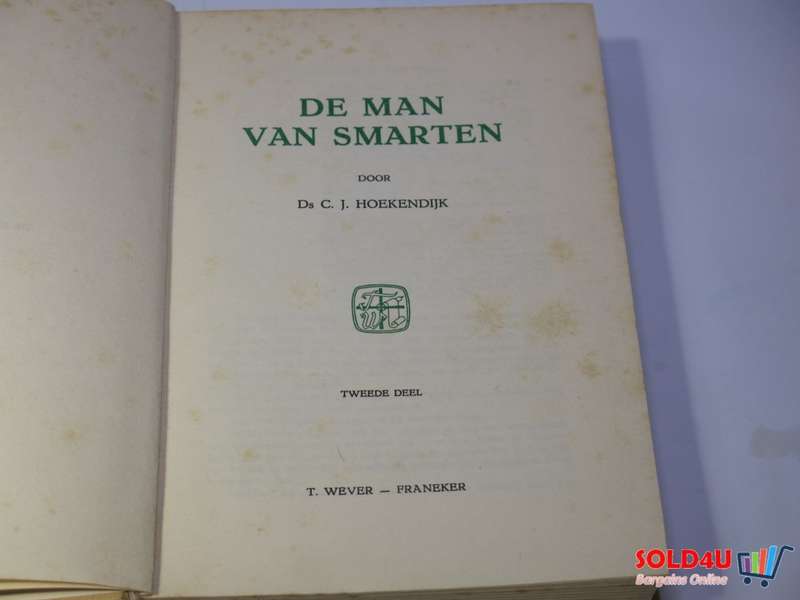 DE MAN
VAN SMARTEN
DOOR
Ds C. J. HOEKENDIJK
TWEEDE DEEL
T. WEVER — FRANEKER
SOLD4U
Bargains Online